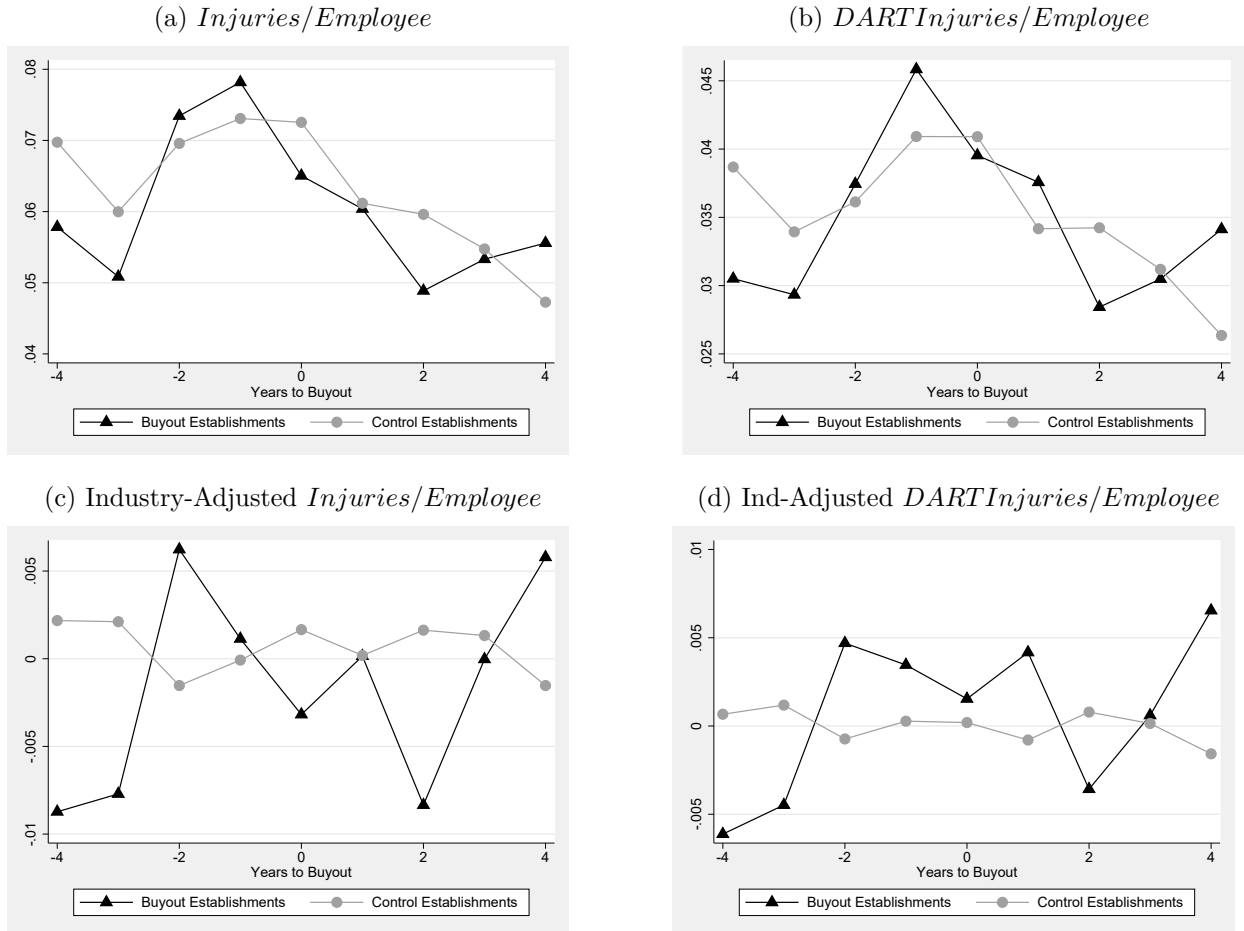 (a) Injuries/Employee
(b) DARTInjuries/Employee
.08
.07
.06
.05
.04
-4
-2
0
2
4
Years to Buyout
Buyout Establishments
Control Establishments
.045
.04
.035
.03
.025
-4
-2
0
2
4
Years to Buyout
Buyout Establishments
Control Establishments
(c) Industry-Adjusted Injuries/Employee
(d) Ind-Adjusted DARTInjuries/Employee
.005
0
-.005
-.01
-4
-2
0
2
4
Years to Buyout
Buyout Establishments
Control Establishments
.01
.005
0
-.005
-4
-2
0
2
4
Years to Buyout
Buyout Establishments
Control Establishments